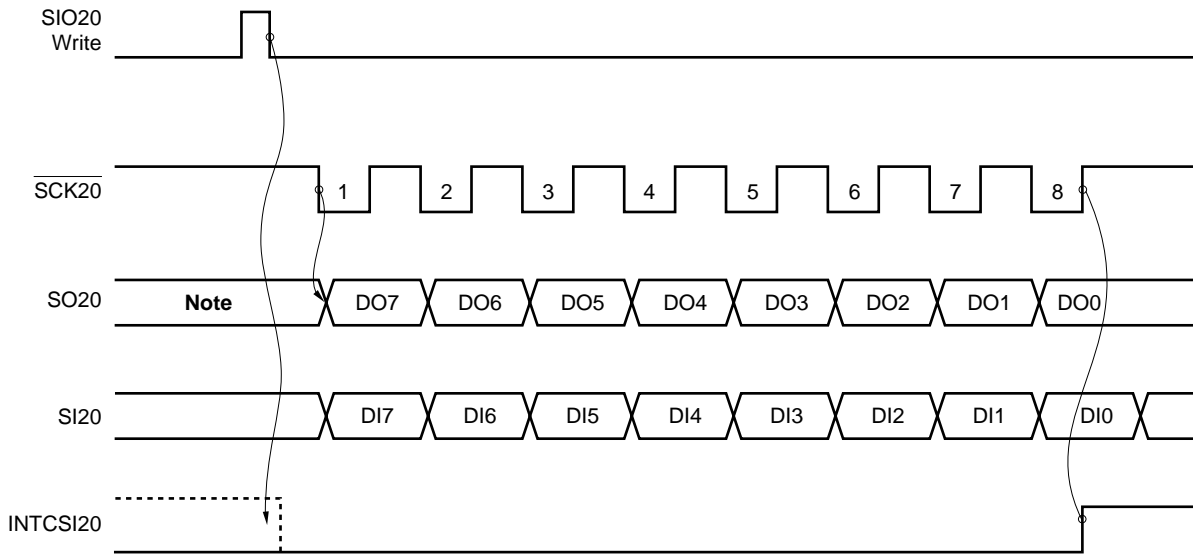 SIO20
Write
SCK20
1 2 3 4 5 6 7 8
SO20
Note DO7 DO6 DO5 DO4 DO3 DO2 DO1 DO0
SI20
DI7 DI6 DI5 DI4 DI3 DI2 DI1 DI0
INTCSI20